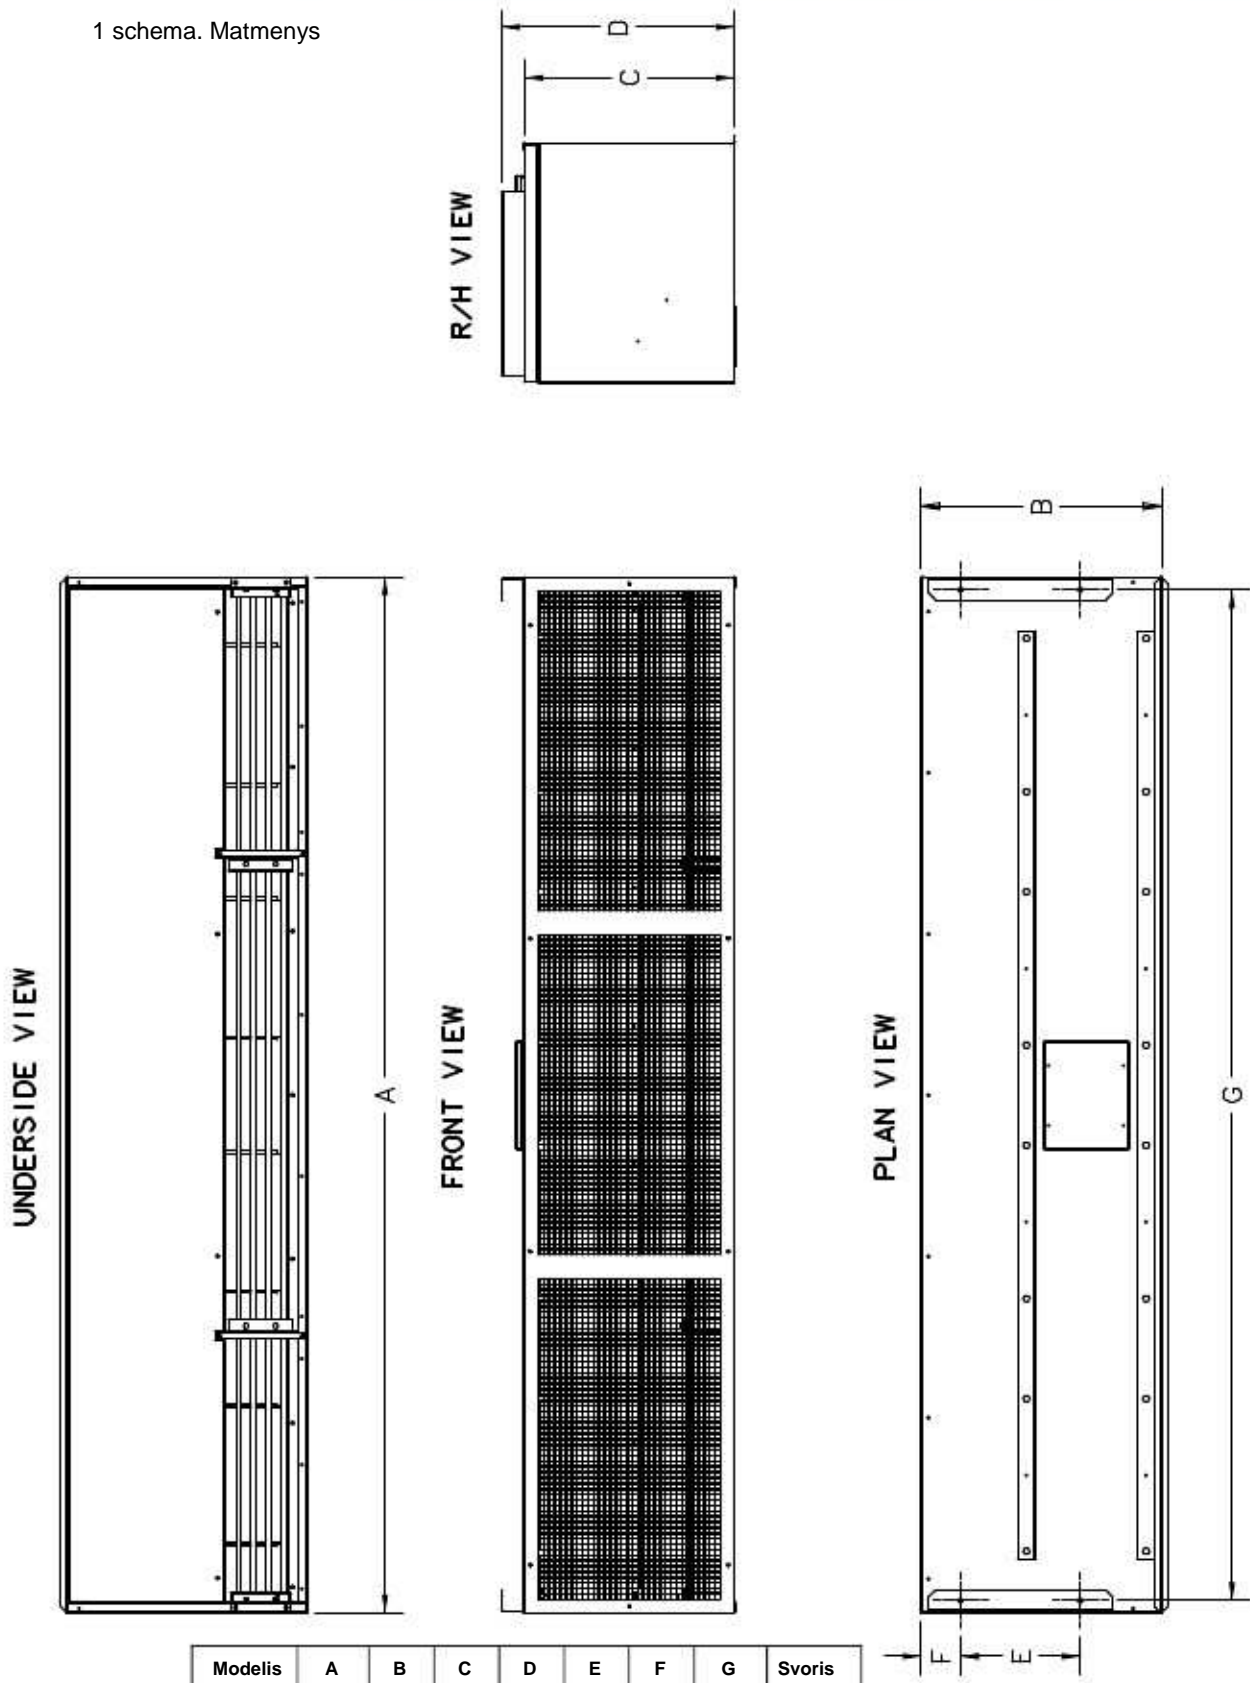 1 schema. Matmenys
D
C
R/H VIEW
B
UNDERSIDE VIEW
A
FRONT VIEW
PLAN VIEW
G
F
E
Modelis A B C D E F G Svoris